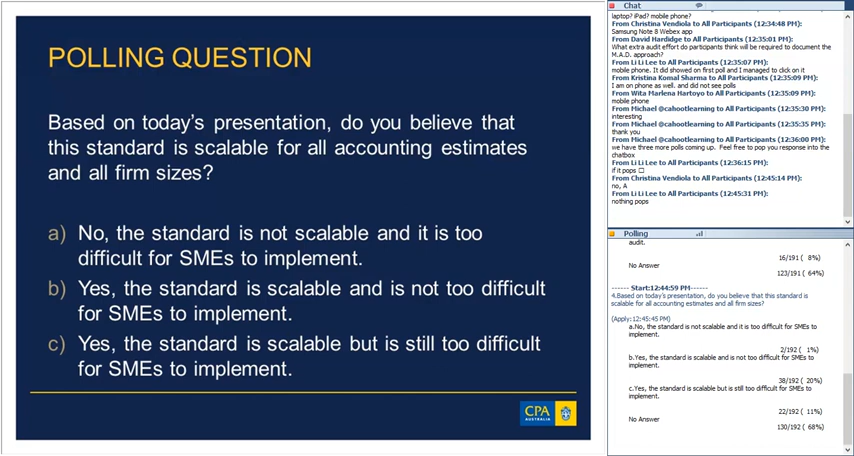 POLLING QUESTION
Based on today's presentation, do you believe that
this standard is scalable for all accounting estimates
and all firm sizes?
a) No, the standard is not scalable and it is too
difficult for SMEs to implement.
b) Yes, the standard is scalable and is not too difficult
for SMEs to implement.
c) Yes, the standard is scalable but is still too difficult
for SMEs to implement.
CPA
AUSTRALIA
Chat
laptop? iPad? mobile phone?
From Christina Vendiola to All Participants (12:34:48 PM):
Samsung Note 8 Webex app
From David Hardidge to All Participants (12:35:01 PM):
What extra audit effort do participants think will be required to document the
M.A.D. approach?
From Li Li Lee to All Participants (12:35:07 PM):
mobile phone. It did showed on first poll and I managed to click on it
From Kristina Komal Sharma to All Participants (12:35:09 PM):
I am on phone as well. and did not see polls
From Wita Marlena Hartoyo to All Participants (12:35:09 PM):
mobile phone
From Michael @cahootlearning to All Participants (12:35:30 PM):
interesting
From Michael @cahootlearning to All Participants (12:35:35 PM):
thank you
From Michael @cahootlearning to All Participants (12:36:00 PM):
we have three more polls coming up. Feel free to pop you response into the
chatbox
From Li Li Lee to All Participants (12:36:15 PM):
if it pops □
From Christina Vendiola to All Participants (12:45:14 PM):
no, A
From Li Li Lee to All Participants (12:45:31 PM):
nothing pops
Polling
audit.
16/191 ( 8%)
No Answer
123/191 ( 64%)
------ Start:12:44:59 PM------
4.Based on today's presentation, do you believe that this standard is
scalable for all accounting estimates and all firm sizes?
(Apply:12:45:45 PM)
a.No, the standard is not scalable and it is too difficult for SMEs to
implement.
2/192 ( 1%)
b.Yes, the standard is scalable and is not too difficult for SMEs to
implement.
38/192 ( 20%)
c.Yes, the standard is scalable but is still too difficult for SMEs to
implement.
22/192 ( 11%)
No Answer
130/192 ( 68%)